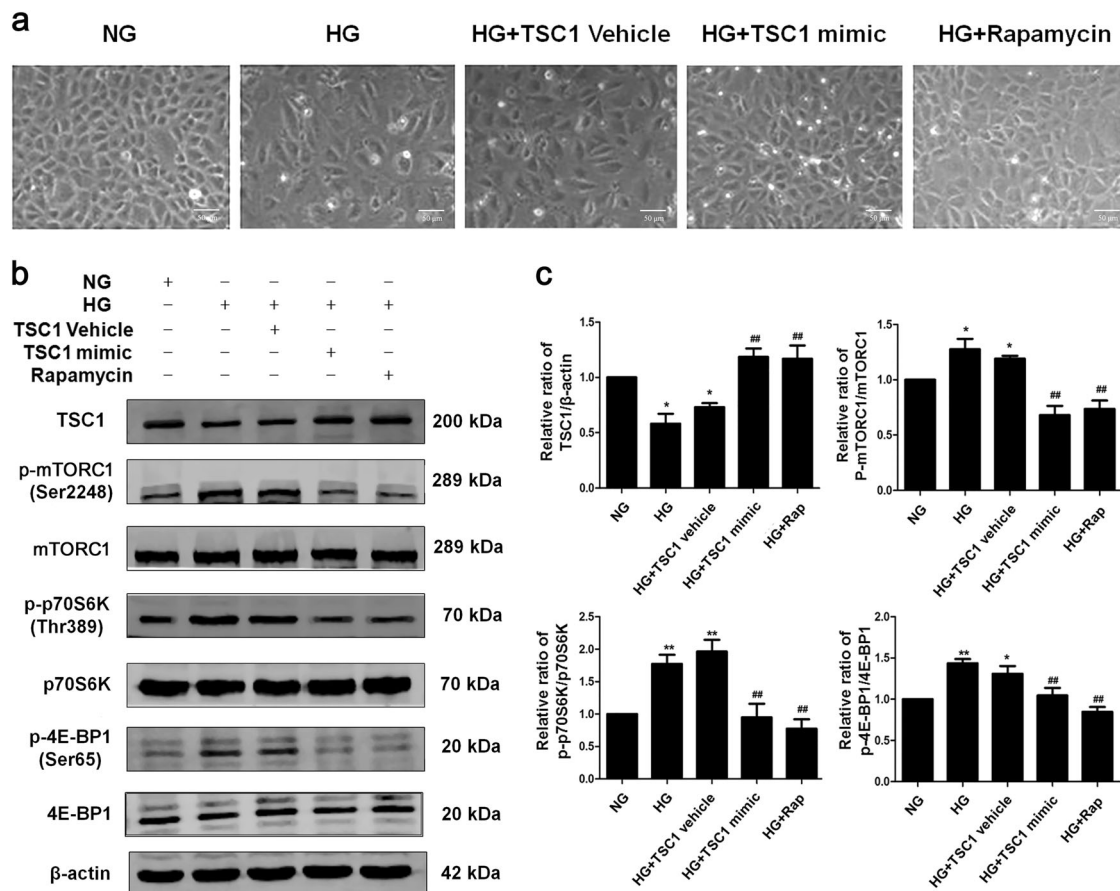 a
NG HG HG+TSC1 Vehicle HG+TSC1 mimic HG+Rapamycin
50 μm 50 μm 50 μm 50 μm 50 μm
b
NG + – – – –
HG – + + + +
TSC1 Vehicle – – + – –
TSC1 mimic – – – + –
Rapamycin – – – – +
TSC1 200 kDa
p-mTORC1
(Ser2248) 289 kDa
mTORC1 289 kDa
p-p70S6K
(Thr389) 70 kDa
p70S6K 70 kDa
p-4E-BP1
(Ser65) 20 kDa
4E-BP1 20 kDa
β-actin 42 kDa
c
Relative ratio of
TSC1/β-actin
1.5
1.0
0.5
0.0
* * ## ##
NG HG HG+TSC1 vehicle HG+TSC1 mimic HG+Rap
Relative ratio of
P-mTORC1/mTORC1
1.5
1.0
0.5
0.0
* * ## ##
NG HG HG+TSC1 vehicle HG+TSC1 mimic HG+Rap
Relative ratio of
p-p70S6K/p70S6K
2.5
2.0
1.5
1.0
0.5
0.0
** ** ## ##
NG HG HG+TSC1 vehicle HG+TSC1 mimic HG+Rap
Relative ratio of
p-4E-BP1/4E-BP1
2.0
1.5
1.0
0.5
0.0
** * ## ##
NG HG HG+TSC1 vehicle HG+TSC1 mimic HG+Rap